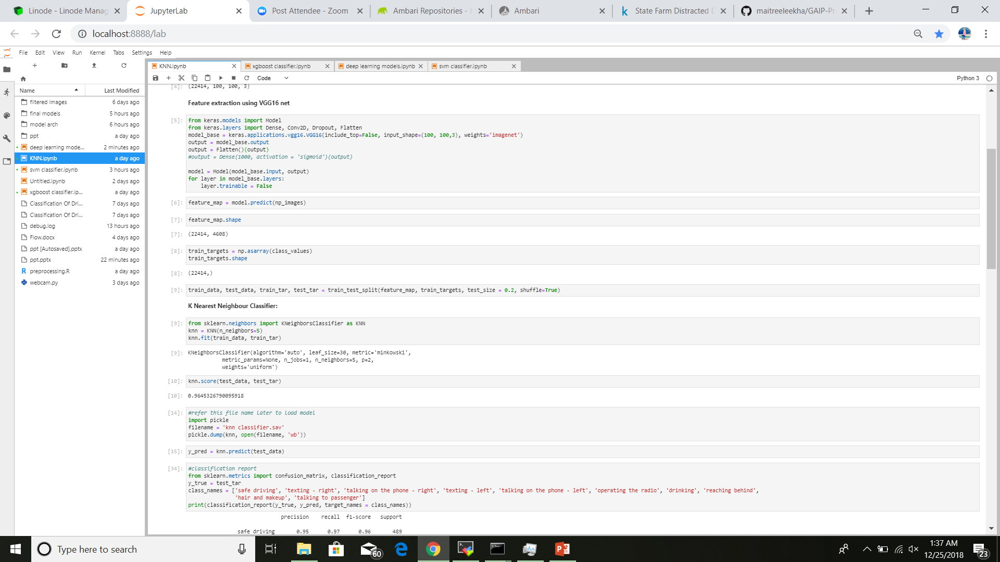 Linode - Linode Manag
JupyterLab
Post Attendee - Zoom
Ambari Repositories -
Ambari
State Farm Distracted D
maitreeleekha/GAIP-Pr
localhost:8888/lab
File Edit View Run Kernel Tabs Settings Help
KNN.ipynb
xgboost classifier.ipynb
deep learning models.ipynb
svm classifier.ipynb
Code
Python 3
Name Last Modified
filtered images 6 days ago
final models 5 hours ago
model arch 6 hours ago
ppt a day ago
deep learning mode... 2 minutes ago
KNN.ipynb a day ago
svm classifier.ipynb 3 hours ago
Untitled.ipynb 2 days ago
xgboost classifier.ip... a day ago
Classification Of Dri... 7 days ago
Classification Of Dri... 7 days ago
debug.log 13 hours ago
Flow.docx 4 days ago
ppt [Autosaved].pptx a day ago
ppt.pptx 22 minutes ago
preprocessing.R a day ago
webcam.py 3 days ago
[4]: (22414, 100, 100, 3)
Feature extraction using VGG16 net
[5]: from keras.models import Model
from keras.layers import Dense, Conv2D, Dropout, Flatten
model_base = keras.applications.vgg16.VGG16(include_top=False, input_shape=(100, 100,3), weights='imagenet')
output = model_base.output
output = Flatten()(output)
#output = Dense(1000, activation = 'sigmoid')(output)
model = Model(model_base.input, output)
for layer in model_base.layers:
layer.trainable = False
[6]: feature_map = model.predict(np_images)
[7]: feature_map.shape
[7]: (22414, 4608)
[8]: train_targets = np.asarray(class_values)
train_targets.shape
[8]: (22414,)
[9]: train_data, test_data, train_tar, test_tar = train_test_split(feature_map, train_targets, test_size = 0.2, shuffle=True)
K Nearest Neighbour Classifier:
[9]: from sklearn.neighbors import KNeighborsClassifier as KNN
knn = KNN(n_neighbors=5)
knn.fit(train_data, train_tar)
[9]: KNeighborsClassifier(algorithm='auto', leaf_size=30, metric='minkowski',
metric_params=None, n_jobs=1, n_neighbors=5, p=2,
weights='uniform')
[10]: knn.score(test_data, test_tar)
[10]: 0.9645326790095918
[14]: #refer this file name later to load model
import pickle
filename = 'knn classifier.sav'
pickle.dump(knn, open(filename, 'wb'))
[15]: y_pred = knn.predict(test_data)
[34]: #classification report
from sklearn.metrics import confusion_matrix, classification_report
y_true = test_tar
class_names = ['safe driving', 'texting - right', 'talking on the phone - right', 'texting - left', 'talking on the phone - left', 'operating the radio', 'drinking', 'reaching behind',
'hair and makeup', 'talking to passenger']
print(classification_report(y_true, y_pred, target_names = class_names))
precision recall f1-score support
safe driving 0.95 0.97 0.96 489
Type here to search
60
1:37 AM
12/25/2018
23